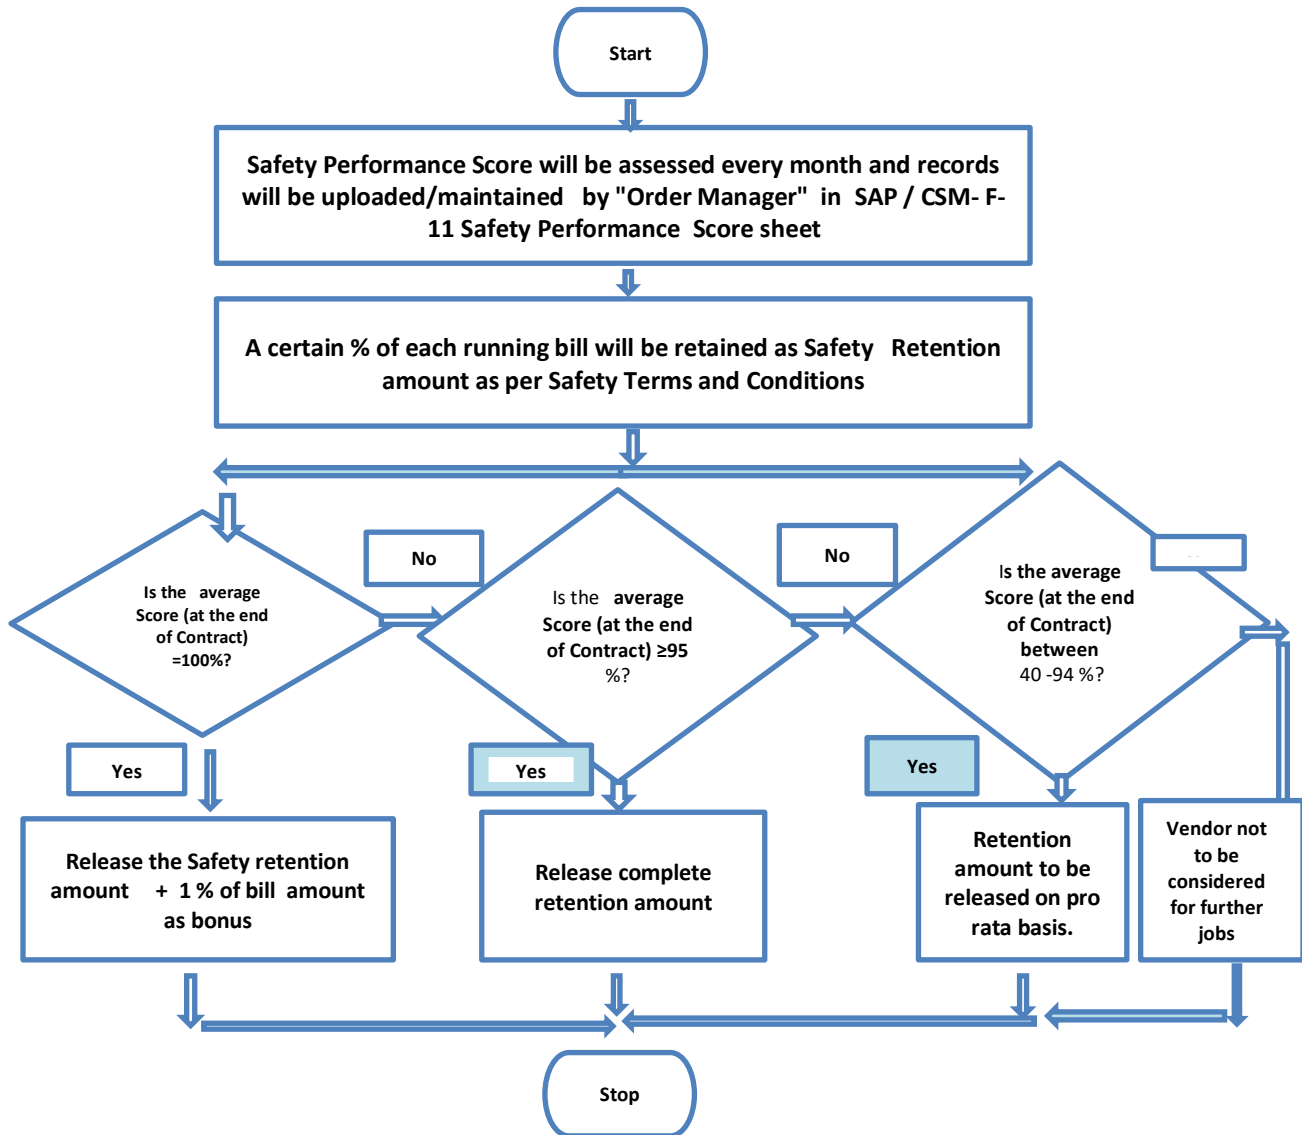 Start
Safety Performance Score will be assessed every month and records
will be uploaded/maintained by "Order Manager" in SAP / CSM- F-
11 Safety Performance Score sheet
A certain % of each running bill will be retained as Safety Retention
amount as per Safety Terms and Conditions
Is the average
Score (at the end
of Contract)
=100%?
No
Is the average
Score (at the end
of Contract) ≥95
%?
No
Is the average
Score (at the end
of Contract)
between
40 -94 %?
Yes
Yes
Yes
Release the Safety retention
amount + 1 % of bill amount
as bonus
Release complete
retention amount
Retention
amount to be
released on pro
rata basis.
Vendor not
to be
considered
for further
jobs
Stop